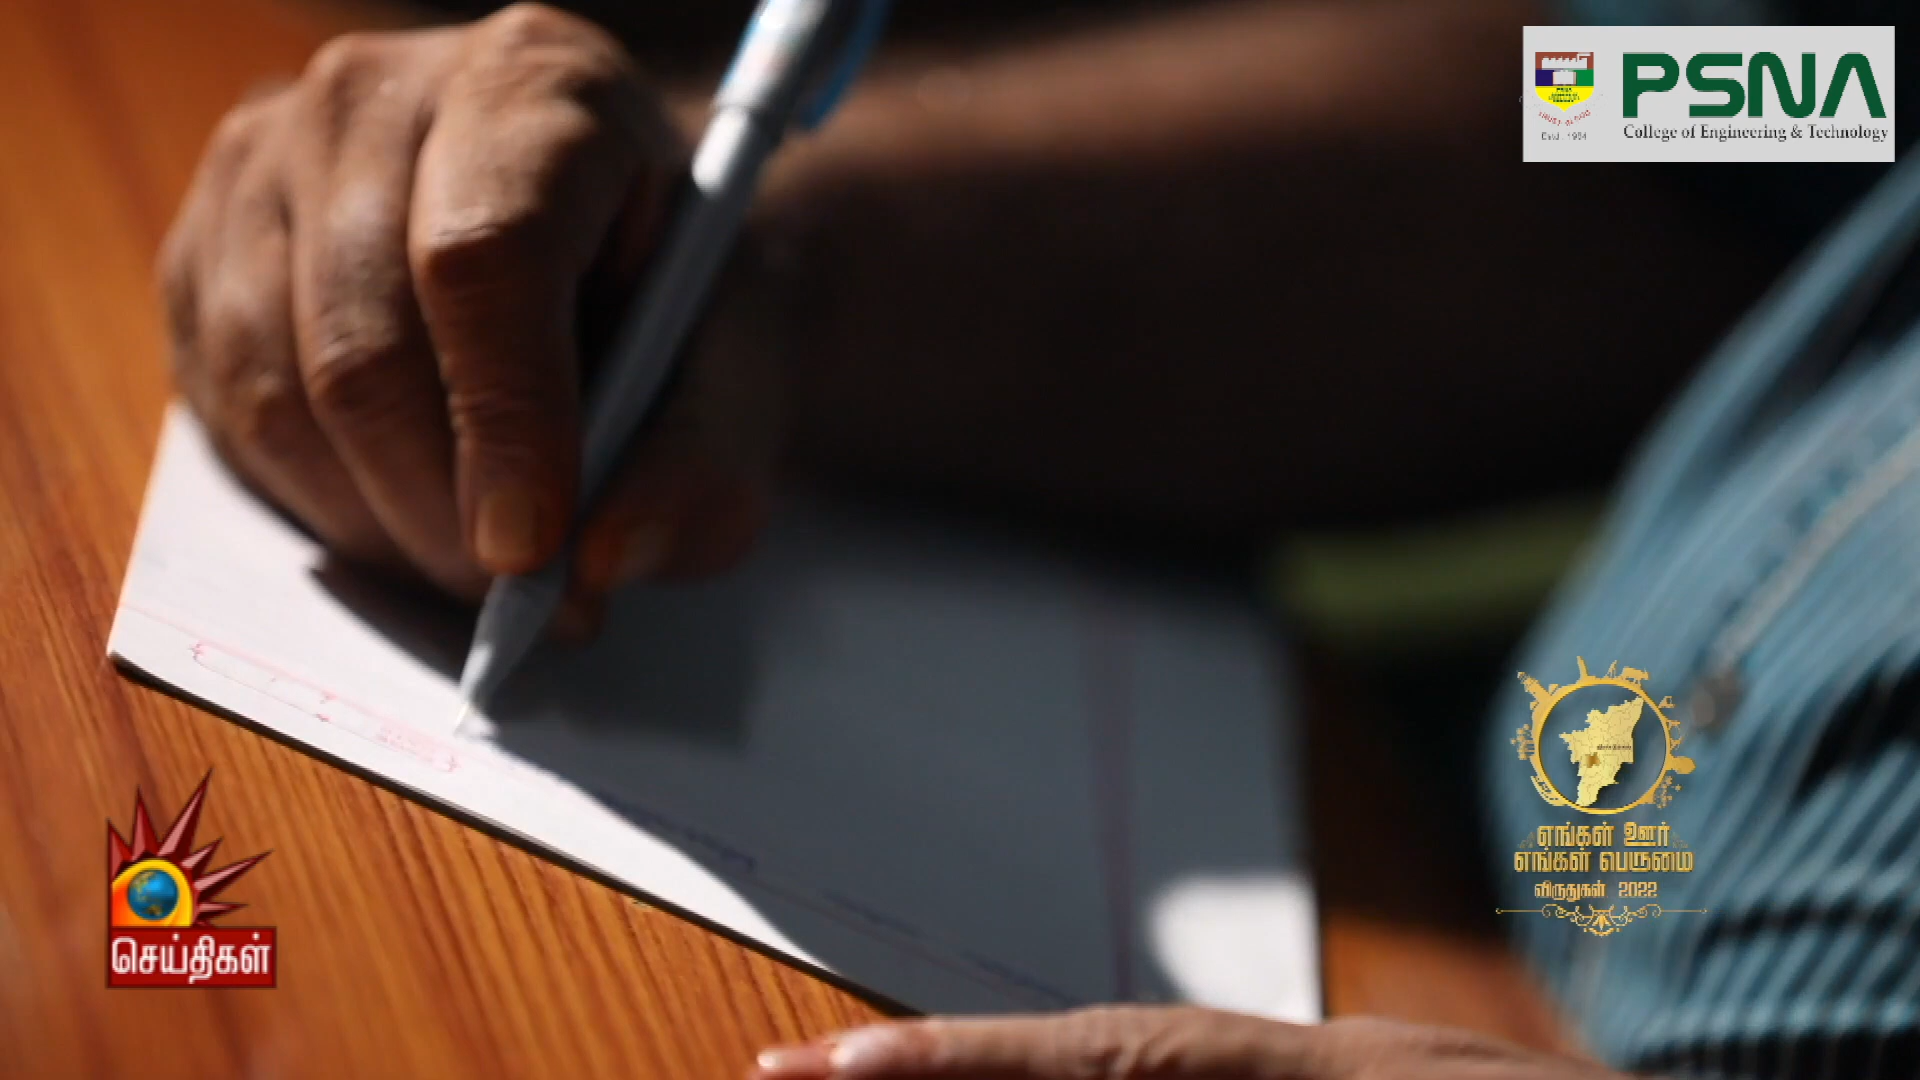 PSNA
College of Engineering & Technology
Estd . 1984
எங்கள் ஊர்
எங்கள் பெருமை
விருதுகள் 2022
செய்திகள்